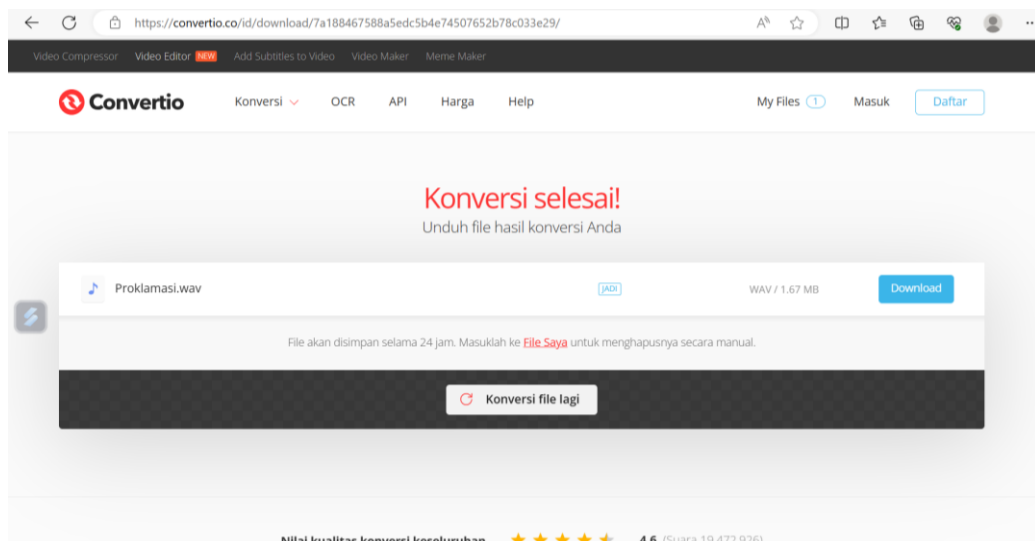 https://convertio.co/id/download/7a188467588a5edc5b4e74507652b78c033e29/
Video Compressor Video Editor NEW Add Subtitles to Video Video Maker Meme Maker
Convertio Konversi OCR API Harga Help My Files 1 Masuk Daftar
Konversi selesai!
Unduh file hasil konversi Anda
Proklamasi.wav JADI WAV / 1.67 MB Download
File akan disimpan selama 24 jam. Masuklah ke File Saya untuk menghapusnya secara manual.
Konversi file lagi
Nilai kualitas konversi keseluruhan 4.6 (Suara 19,472,926)